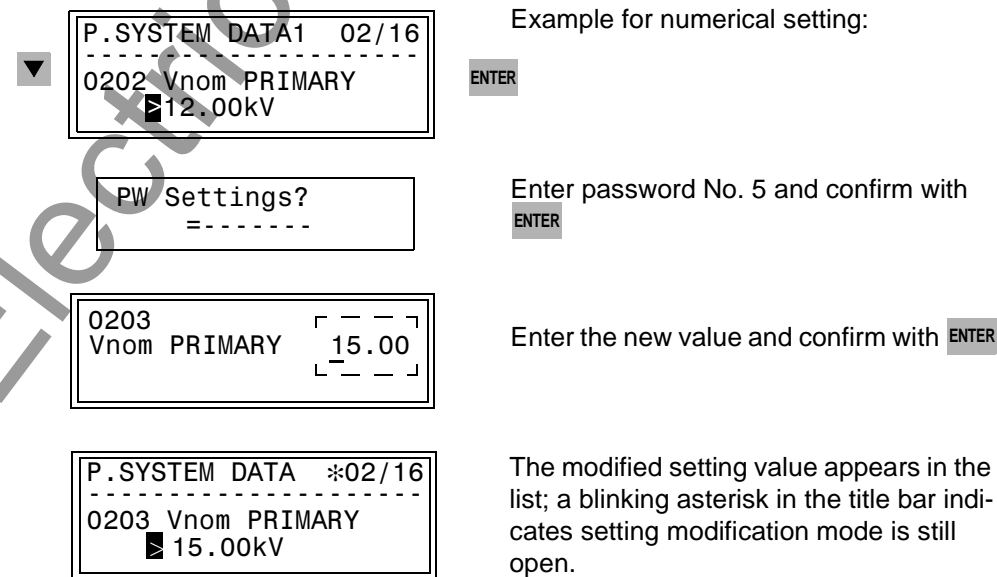 Example for numerical setting:
P.SYSTEM DATA1 02/16
----------------------
▼
0202 Vnom PRIMARY
>12.00kV
ENTER
PW Settings?
=-------
Enter password No. 5 and confirm with
ENTER
0203
Vnom PRIMARY 15.00
Enter the new value and confirm with ENTER
P.SYSTEM DATA ✻02/16
----------------------
0203 Vnom PRIMARY
> 15.00kV
The modified setting value appears in the
list; a blinking asterisk in the title bar indi-
cates setting modification mode is still
open.
Electrio